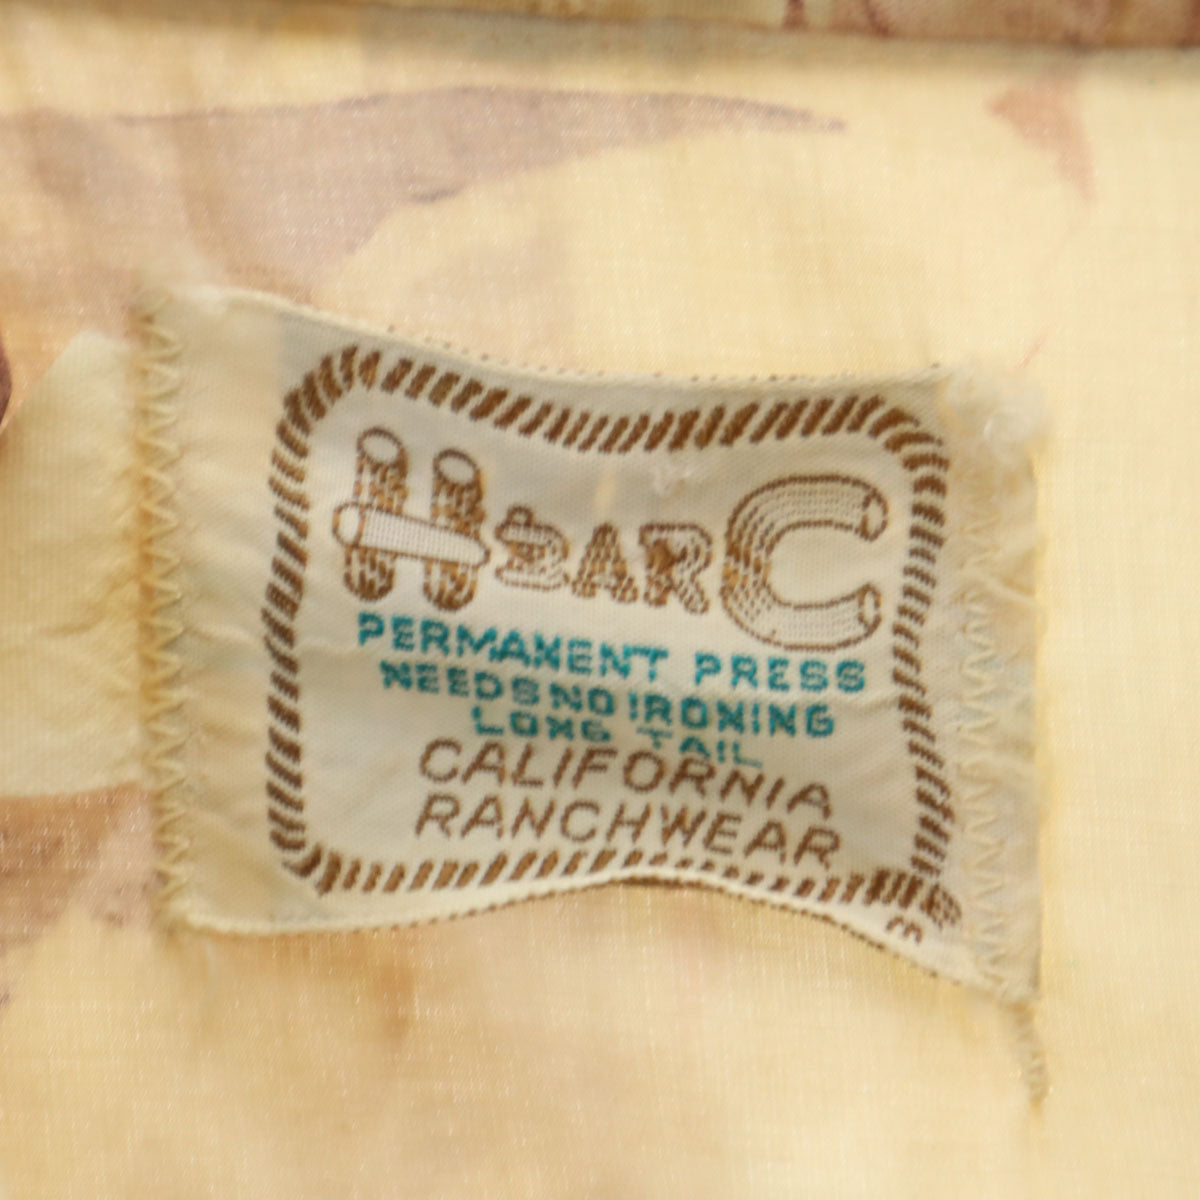 H BAR C
PERMANENT PRESS
NEEDS NO IRONING
LONG TAIL
CALIFORNIA
RANCHWEAR